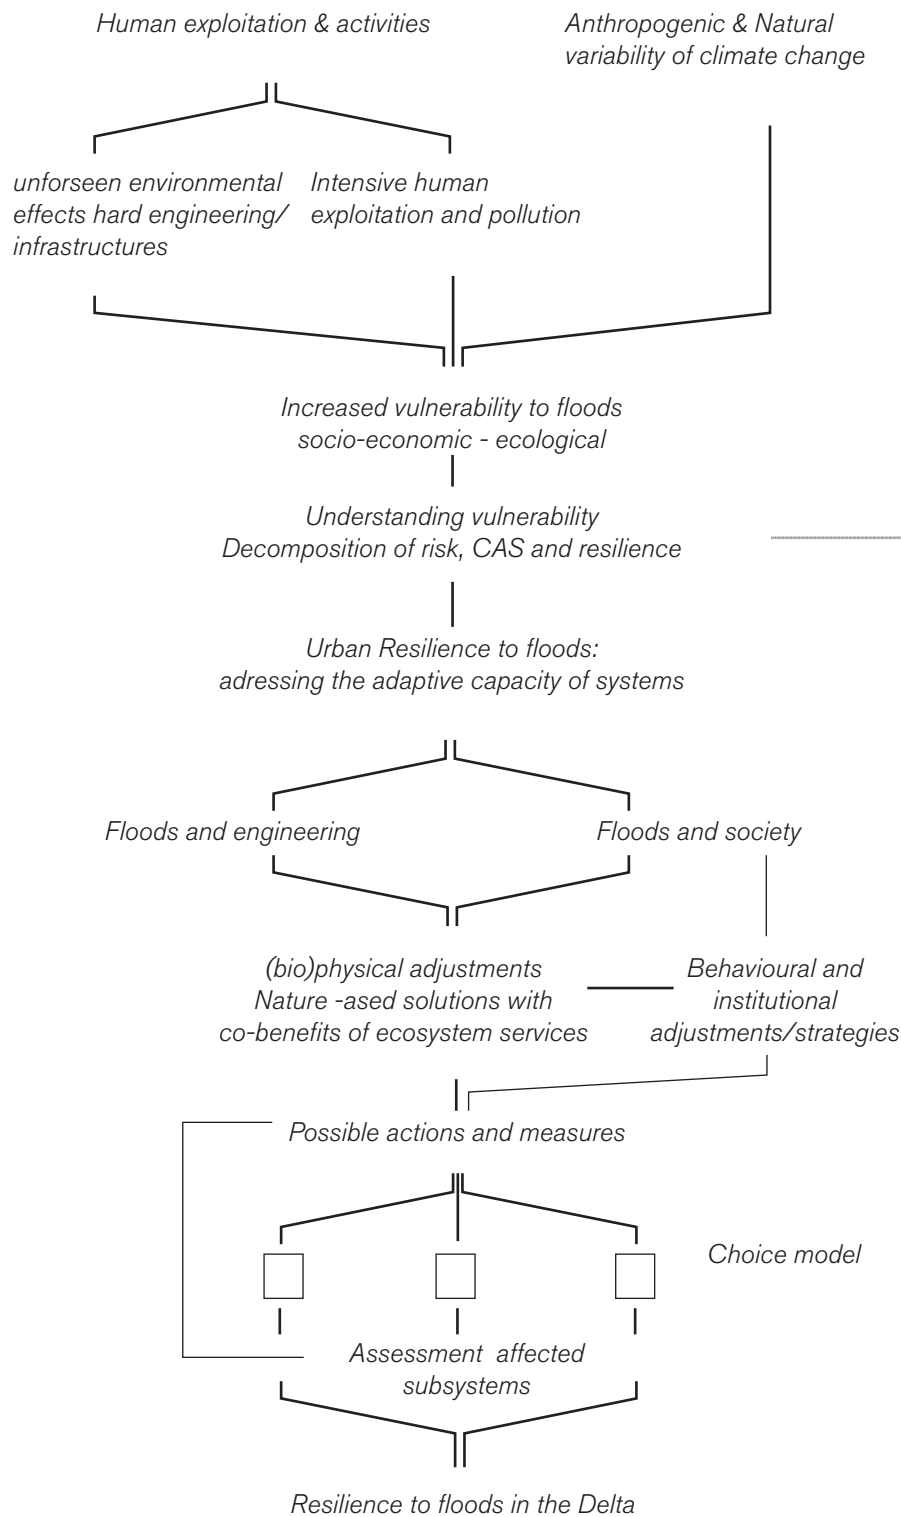 Human exploitation & activities
Anthropogenic & Natural
variability of climate change
unforseen environmental
effects hard engineering/
infrastructures
Intensive human
exploitation and pollution
Increased vulnerability to floods
socio-economic - ecological
Understanding vulnerability
Decomposition of risk, CAS and resilience
Urban Resilience to floods:
adressing the adaptive capacity of systems
Floods and engineering
Floods and society
(bio)physical adjustments
Nature -ased solutions with
co-benefits of ecosystem services
Behavioural and
institutional
adjustments/strategies
Possible actions and measures
Choice model
Assessment affected
subsystems
Resilience to floods in the Delta